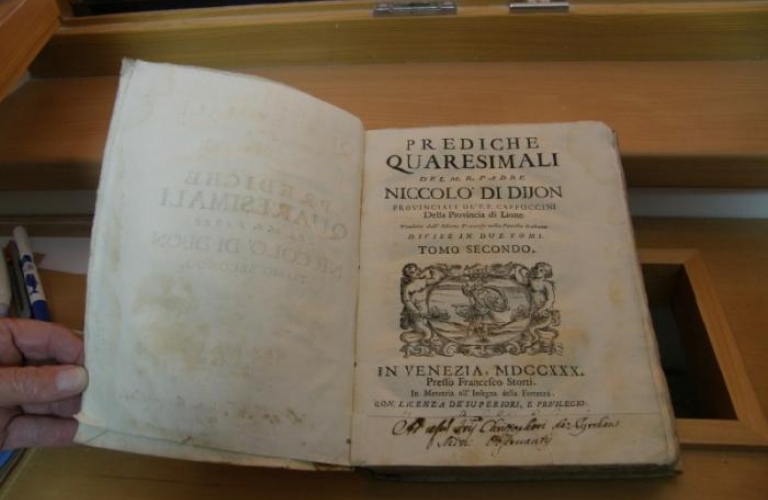 PREDICHE
QUARESIMALI
DEL M. R. PADRE
NICCOLO' DI DIJON
PROVINCIALE DE' P.P. CAPPOCCINI
Della Provincia di Lione
DIVISE IN DUE TOMI.
TOMO SECONDO.
IN VENEZIA, MDCCXXX.
Presso Francesco Storti.
In Merceria all' Insegna della Fortezza.
CON LICENZA DE' SUPERIORI, E PRIVILEGIO.